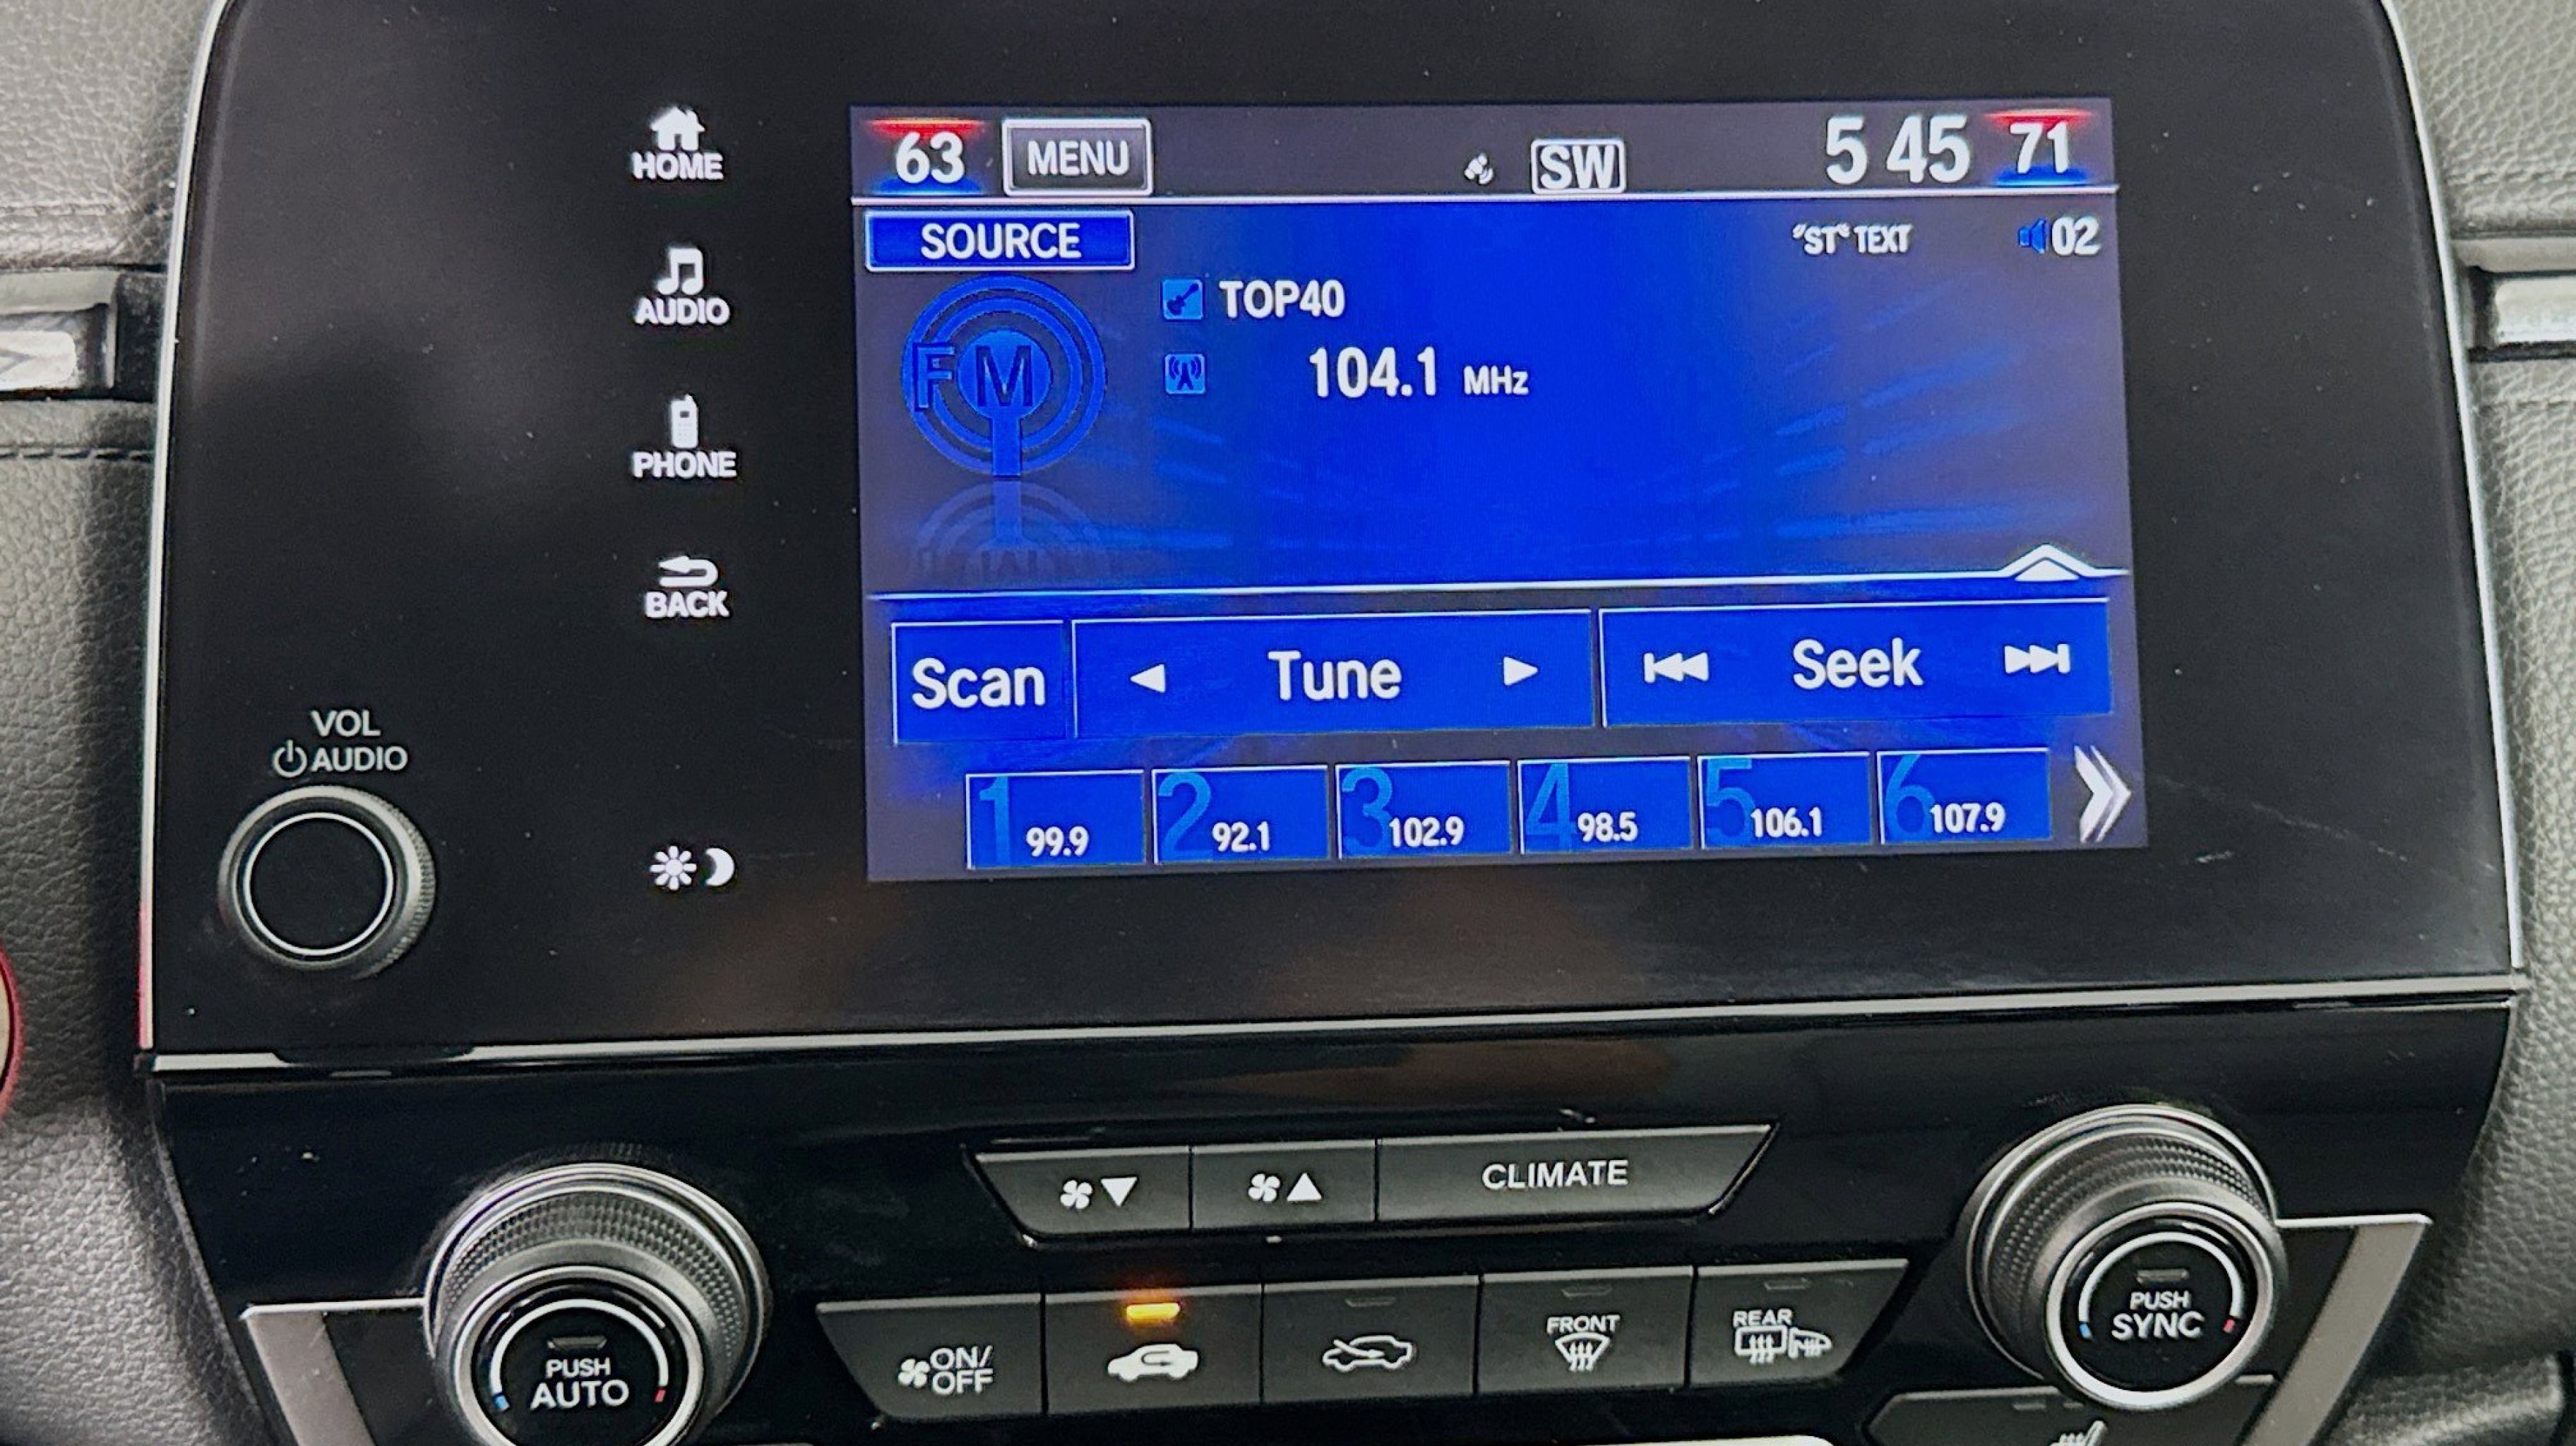 HOME
AUDIO
PHONE
BACK
VOL
AUDIO
63 MENU SW 5 45 71
SOURCE "ST" TEXT 02
FM
TOP40
104.1 MHz
Scan Tune Seek
1 99.9 2 92.1 3 102.9 4 98.5 5 106.1 6 107.9
CLIMATE
PUSH
AUTO
ON/
OFF
FRONT
REAR
PUSH
SYNC